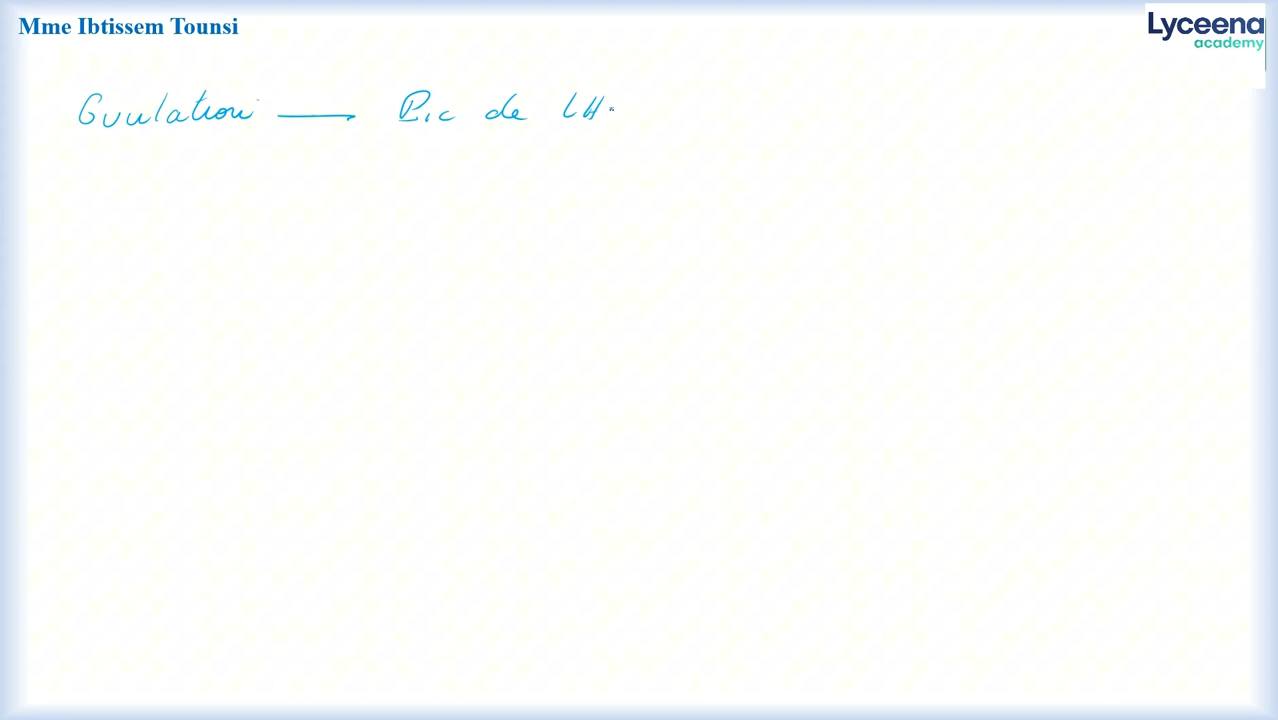 Mme Ibtissem Tounsi
Lyceena
academy
Ovulation → Pic de LH